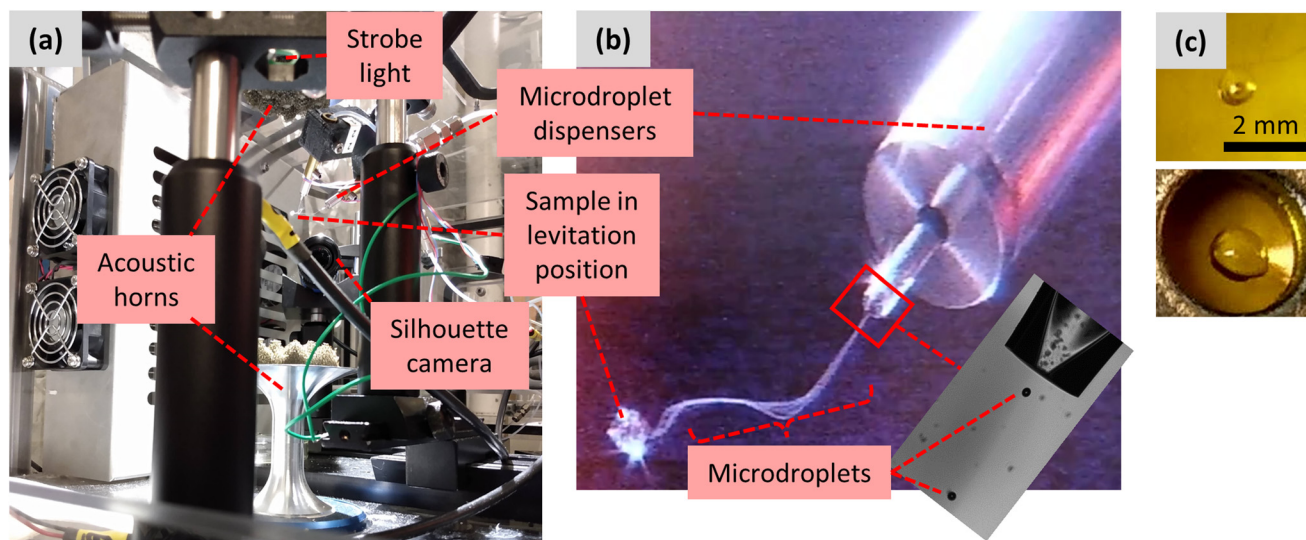 (a)
Strobe
light
Acoustic
horns
Microdroplet
dispensers
Sample in
levitation
position
Silhouette
camera
(b)
Microdroplets
(c)
2 mm